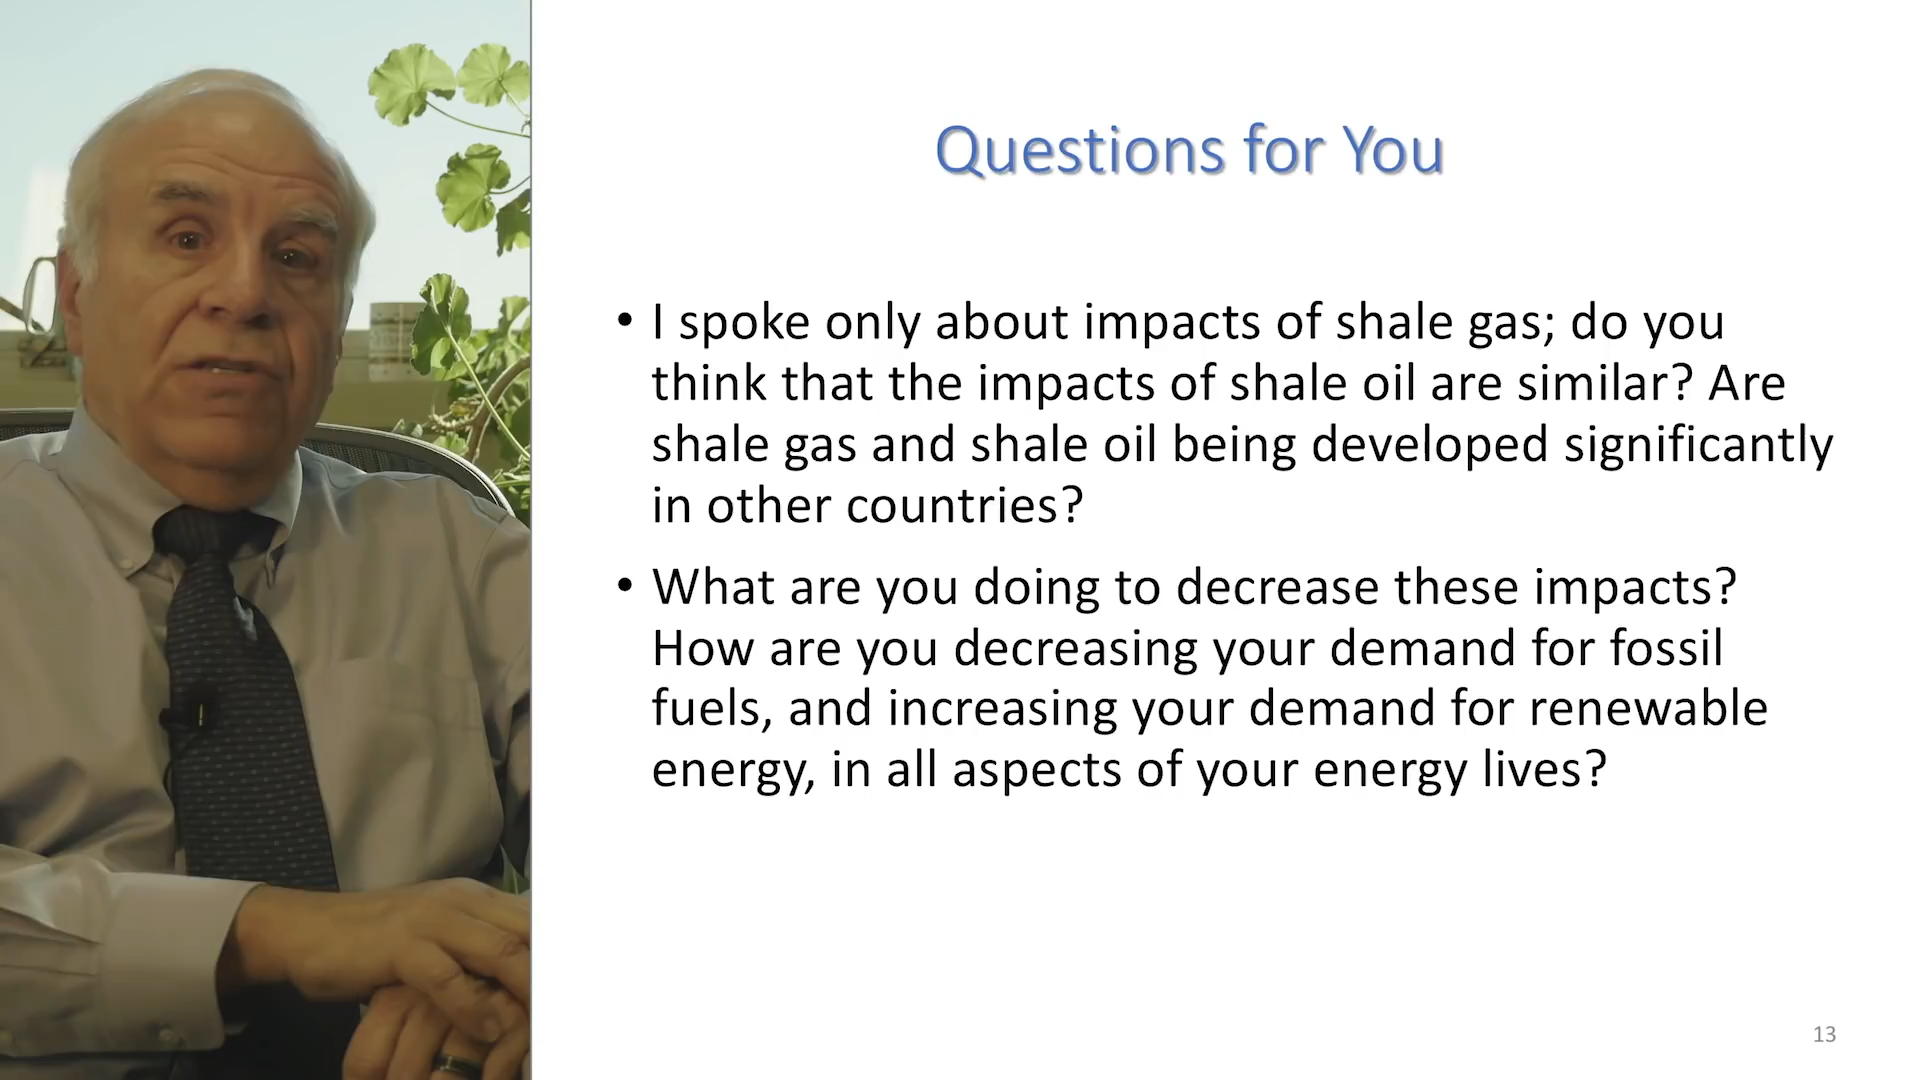 Questions for You
• I spoke only about impacts of shale gas; do you
think that the impacts of shale oil are similar? Are
shale gas and shale oil being developed significantly
in other countries?
• What are you doing to decrease these impacts?
How are you decreasing your demand for fossil
fuels, and increasing your demand for renewable
energy, in all aspects of your energy lives?
13